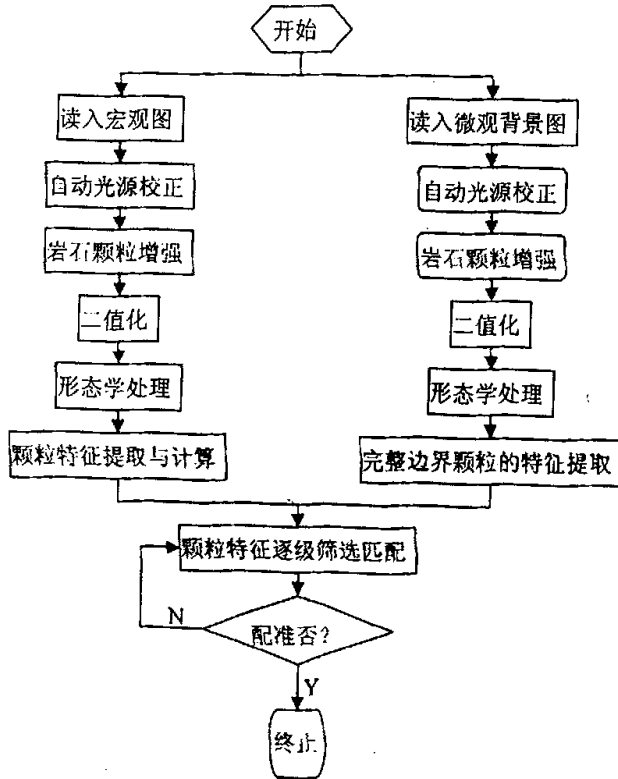 开始
读入宏观图
自动光源校正
岩石颗粒增强
二值化
形态学处理
颗粒特征提取与计算
读入微观背景图
自动光源校正
岩石颗粒增强
二值化
形态学处理
完整边界颗粒的特征提取
颗粒特征逐级筛选匹配
配准否?
N
Y
终止